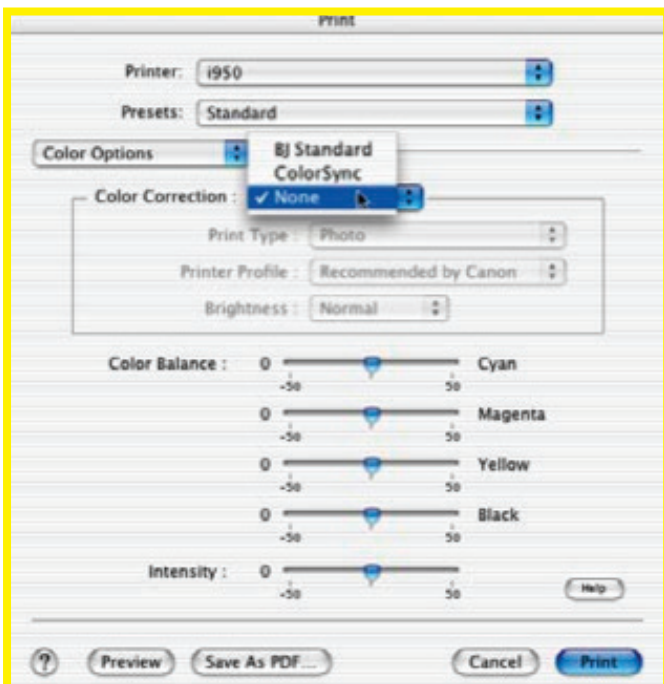 Print
Printer: i950
Presets: Standard
Color Options
BJ Standard
ColorSync
Color Correction : ✓ None
Print Type : Photo
Printer Profile : Recommended by Canon
Brightness : Normal
Color Balance : 0 Cyan
-50 50
0 Magenta
-50 50
0 Yellow
-50 50
0 Black
-50 50
Intensity : 0
-50 50
Help
? Preview Save As PDF... Cancel Print